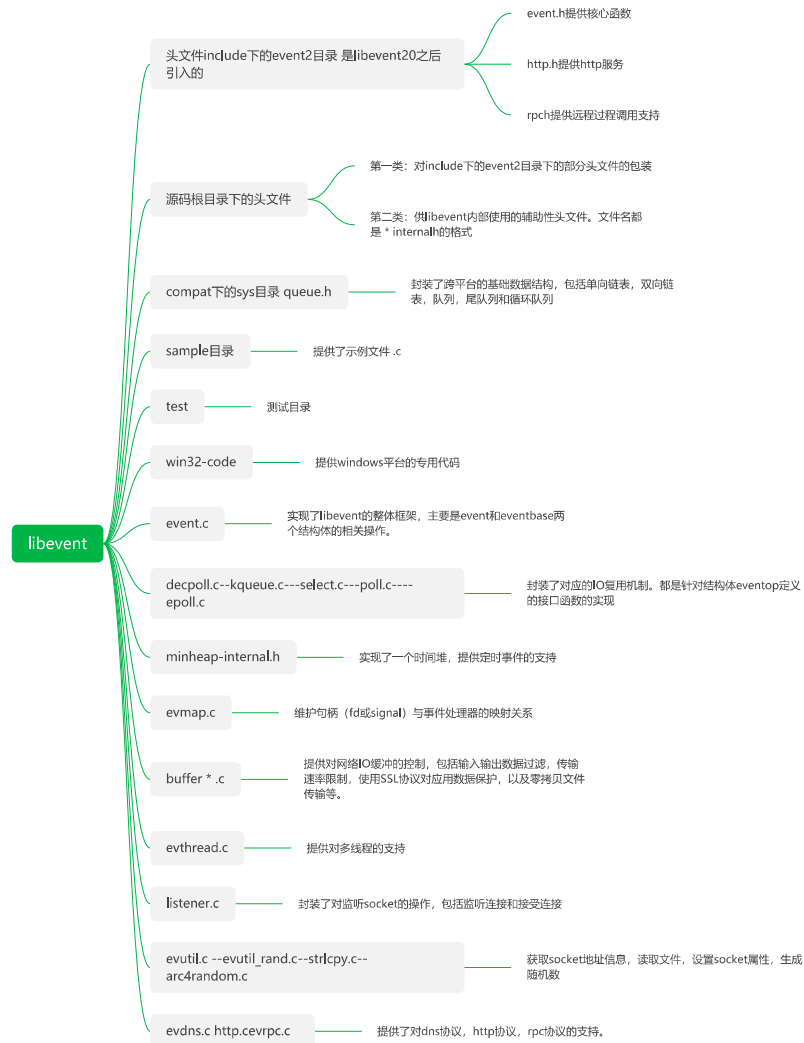 libevent
头文件include下的event2目录 是libevent20之后
引入的
event.h提供核心函数
http.h提供http服务
rpch提供远程过程调用支持
源码根目录下的头文件
第一类：对include下的event2目录下的部分头文件的包装
第二类：供libevent内部使用的辅助性头文件。文件名都
是 * internalh的格式
compat下的sys目录 queue.h
封装了跨平台的基础数据结构，包括单向链表，双向链
表，队列，尾队列和循环队列
sample目录
提供了示例文件 .c
test
测试目录
win32-code
提供windows平台的专用代码
event.c
实现了libevent的整体框架，主要是event和eventbase两
个结构体的相关操作。
decpoll.c--kqueue.c---select.c---poll.c----
epoll.c
封装了对应的IO复用机制。都是针对结构体eventop定义
的接口函数的实现
minheap-internal.h
实现了一个时间堆，提供定时事件的支持
evmap.c
维护句柄（fd或signal）与事件处理器的映射关系
buffer * .c
提供对网络IO缓冲的控制，包括输入输出数据过滤，传输
速率限制，使用SSL协议对应用数据保护，以及零拷贝文件
传输等。
evthread.c
提供对多线程的支持
listener.c
封装了对监听socket的操作，包括监听连接和接受连接
evutil.c --evutil_rand.c--strlcpy.c--
arc4random.c
获取socket地址信息，读取文件，设置socket属性，生成
随机数
evdns.c http.cevrpc.c
提供了对dns协议，http协议，rpc协议的支持。